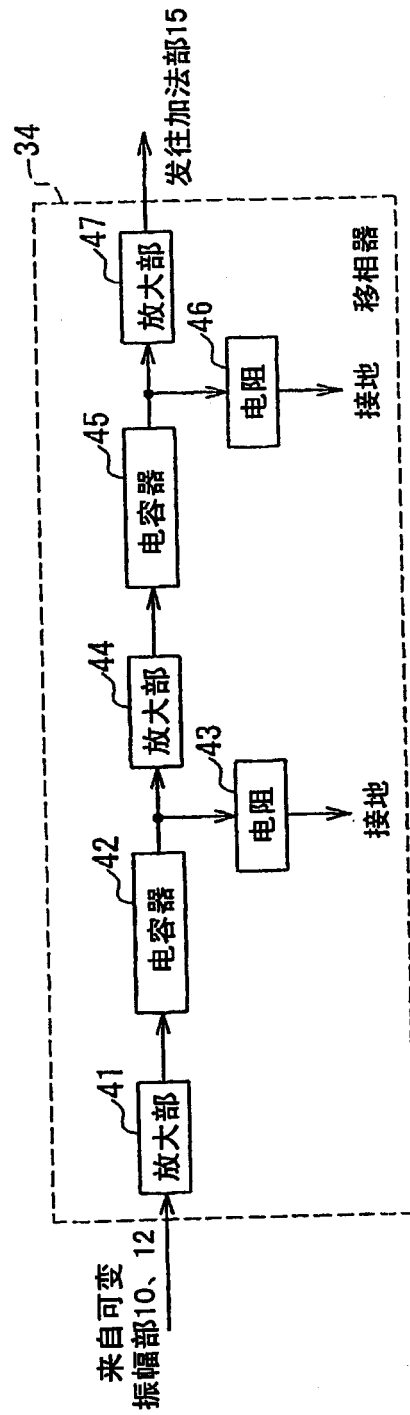 来自可变
振幅部10、12
41
放大部
42
电容器
43
电阻
接地
44
放大部
45
电容器
46
电阻
接地
47
放大部
移相器
34
发往加法部15